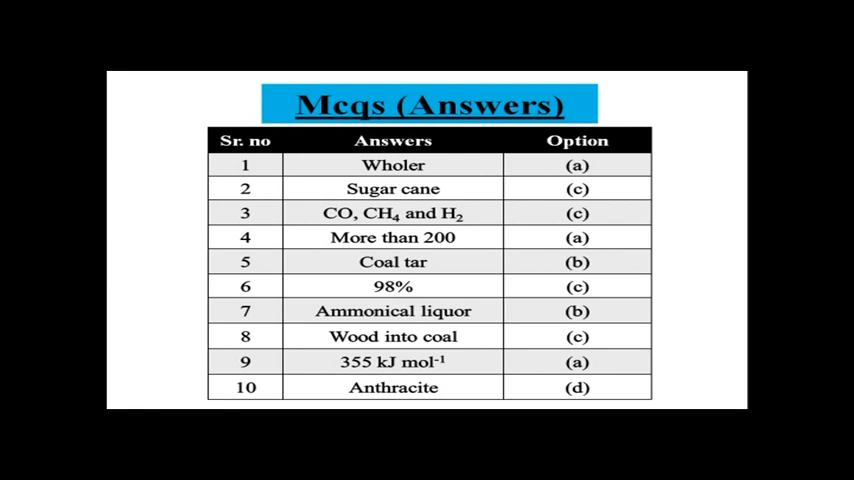 Mcqs (Answers)
Sr. no Answers Option
1 Wholer (a)
2 Sugar cane (c)
3 CO, CH₄ and H₂ (c)
4 More than 200 (a)
5 Coal tar (b)
6 98% (c)
7 Ammonical liquor (b)
8 Wood into coal (c)
9 355 kJ mol⁻¹ (a)
10 Anthracite (d)